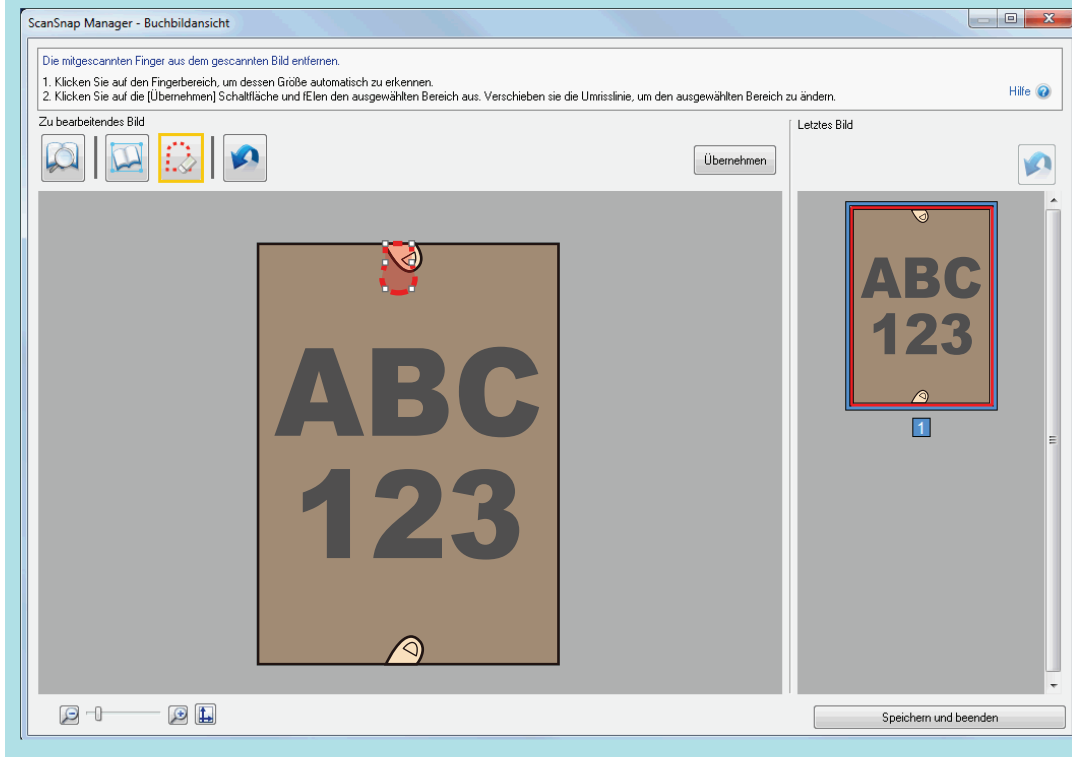 ScanSnap Manager - Buchbildansicht
Die mitgescannten Finger aus dem gescannten Bild entfernen.
1. Klicken Sie auf den Fingerbereich, um dessen Größe automatisch zu erkennen.
2. Klicken Sie auf die [Übernehmen] Schaltfläche und fElen den ausgewählten Bereich aus. Verschieben sie die Umrisslinie, um den ausgewählten Bereich zu ändern.
Hilfe
Zu bearbeitendes Bild
Übernehmen
ABC
123
Letztes Bild
ABC
123
1
Speichern und beenden